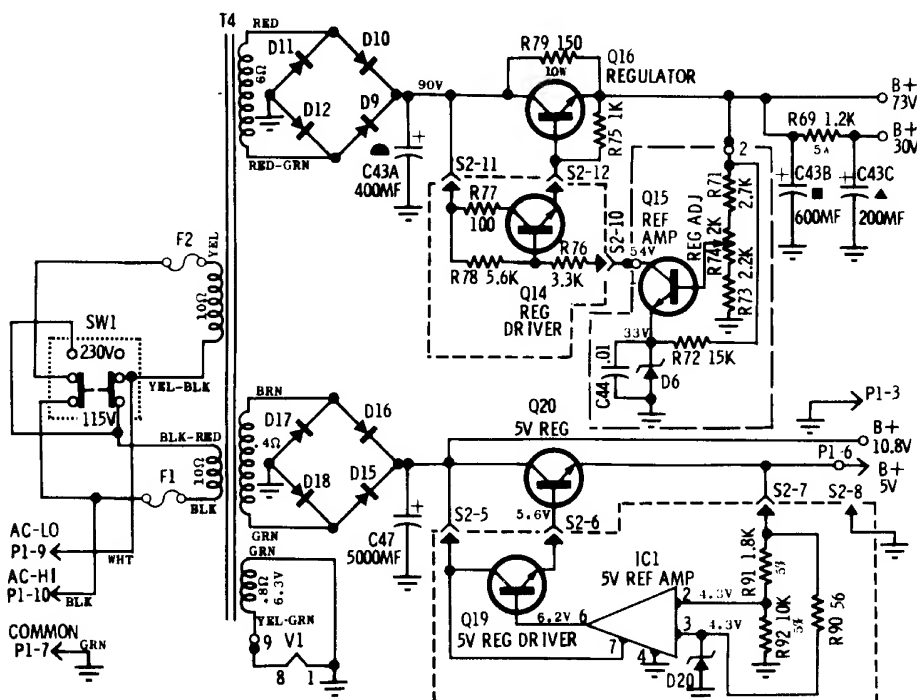 T4
RED
D11
D10
6Ω
D12
D9
RED-GRN
90V
C43A
400MF
R79 150
10W
Q16
REGULATOR
R75 1K
B+
73V
R69 1.2K
B+
30V
C43B
600MF
C43C
200MF
S2-11
S2-12
R77
100
R78 5.6K
R76
3.3K
Q14
REG
DRIVER
S2-10
Q15
REF
AMP
54V
1
2
REG ADJ
R71
2.7K
R74 2K
R73 2.2K
33V
R72 15K
C44 .01
D6
F2
YEL
10Ω
SW1
230V
115V
YEL-BLK
BLK-RED
10Ω
F1
BLK
AC-LO
P1-9
WHT
AC-HI
P1-10
BLK
COMMON
P1-7
GRN
BRN
D17
D16
.4Ω
D18
D15
GRN
C47
5000MF
GRN
.8Ω
6.3V
YEL-GRN
9
V1
8
1
Q20
5V REG
P1-3
B+
10.8V
P1-6
B+
5V
S2-5
5.6V
S2-6
S2-7
S2-8
Q19
5V REG DRIVER
6.2V
IC1
5V REF AMP
6
7
4
2
4.3V
3
4.3V
R91 1.8K
5%
R92 10K
5%
R90 56
D20